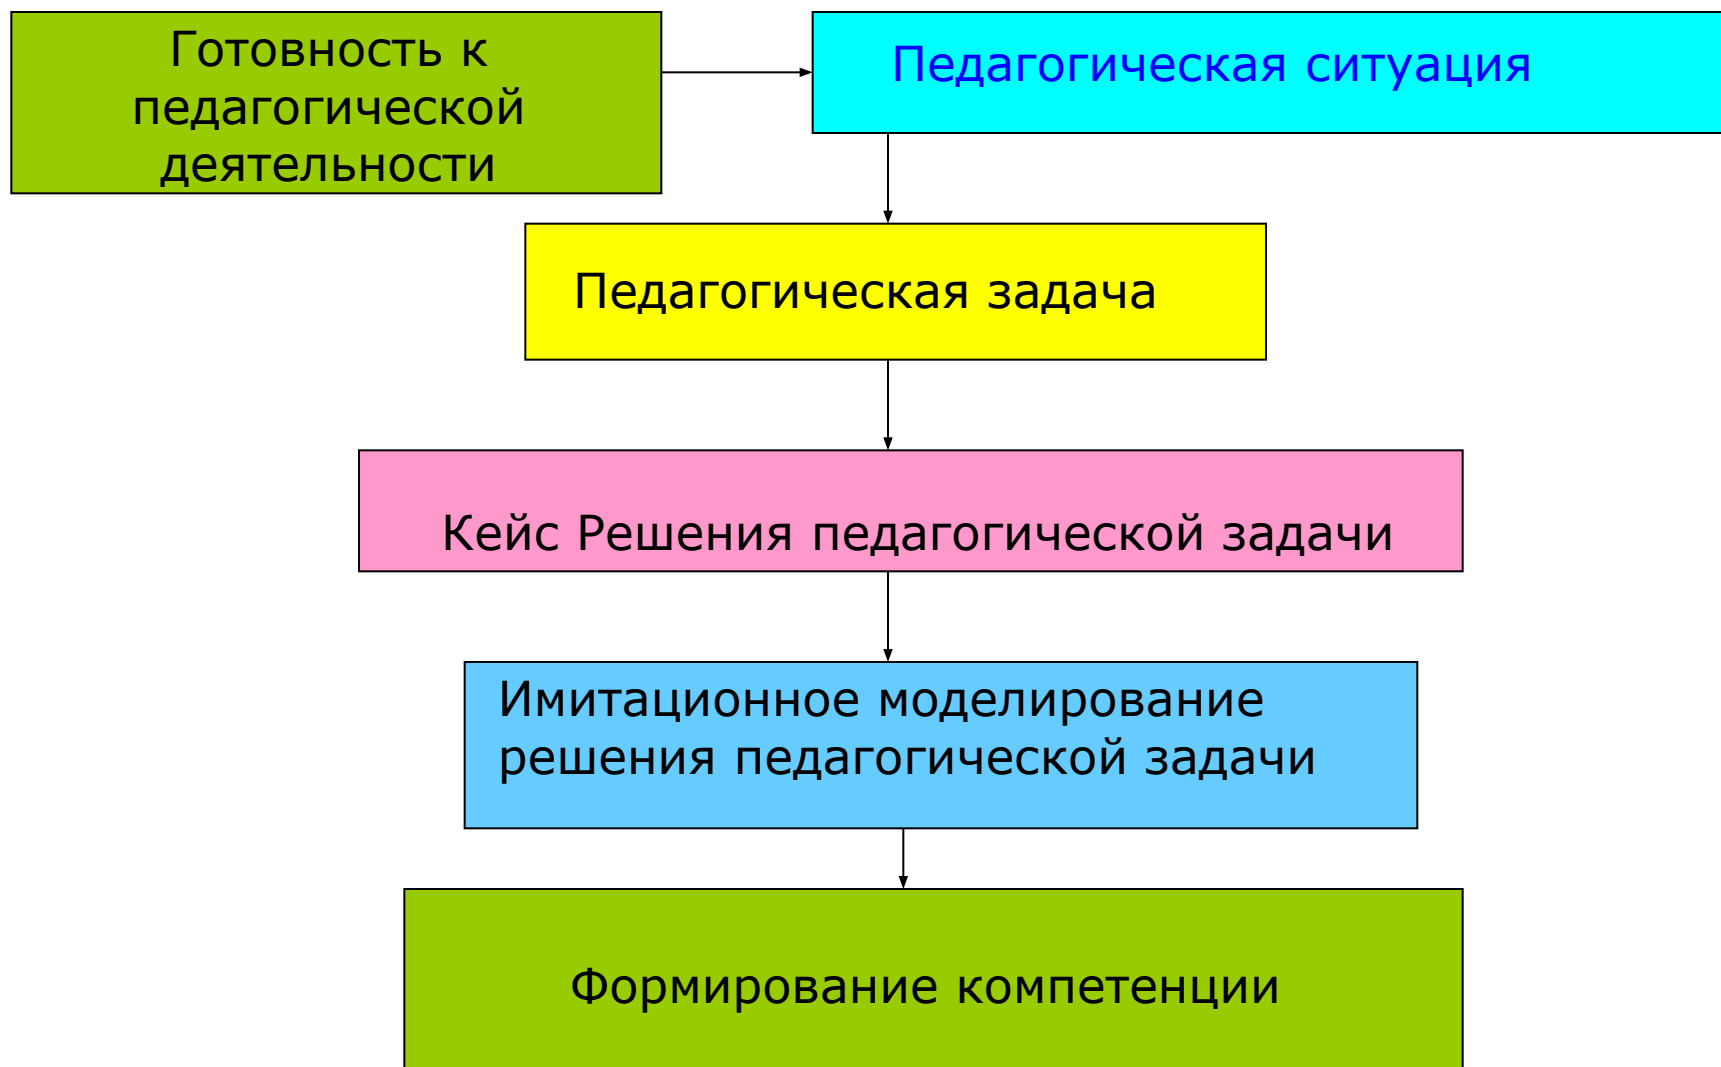 Готовность к
педагогической
деятельности
Педагогическая ситуация
Педагогическая задача
Кейс Решения педагогической задачи
Имитационное моделирование
решения педагогической задачи
Формирование компетенции